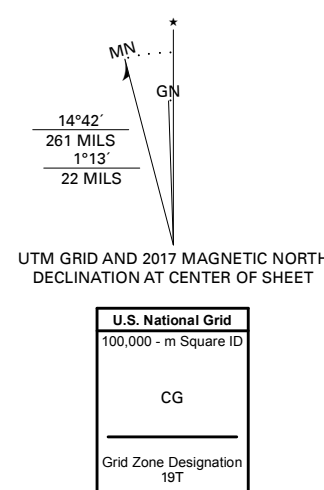 ★
MN
GN
14°42´
261 MILS
1°13´
22 MILS
UTM GRID AND 2017 MAGNETIC NORTH
DECLINATION AT CENTER OF SHEET
U.S. National Grid
100,000 - m Square ID
CG
Grid Zone Designation
19T